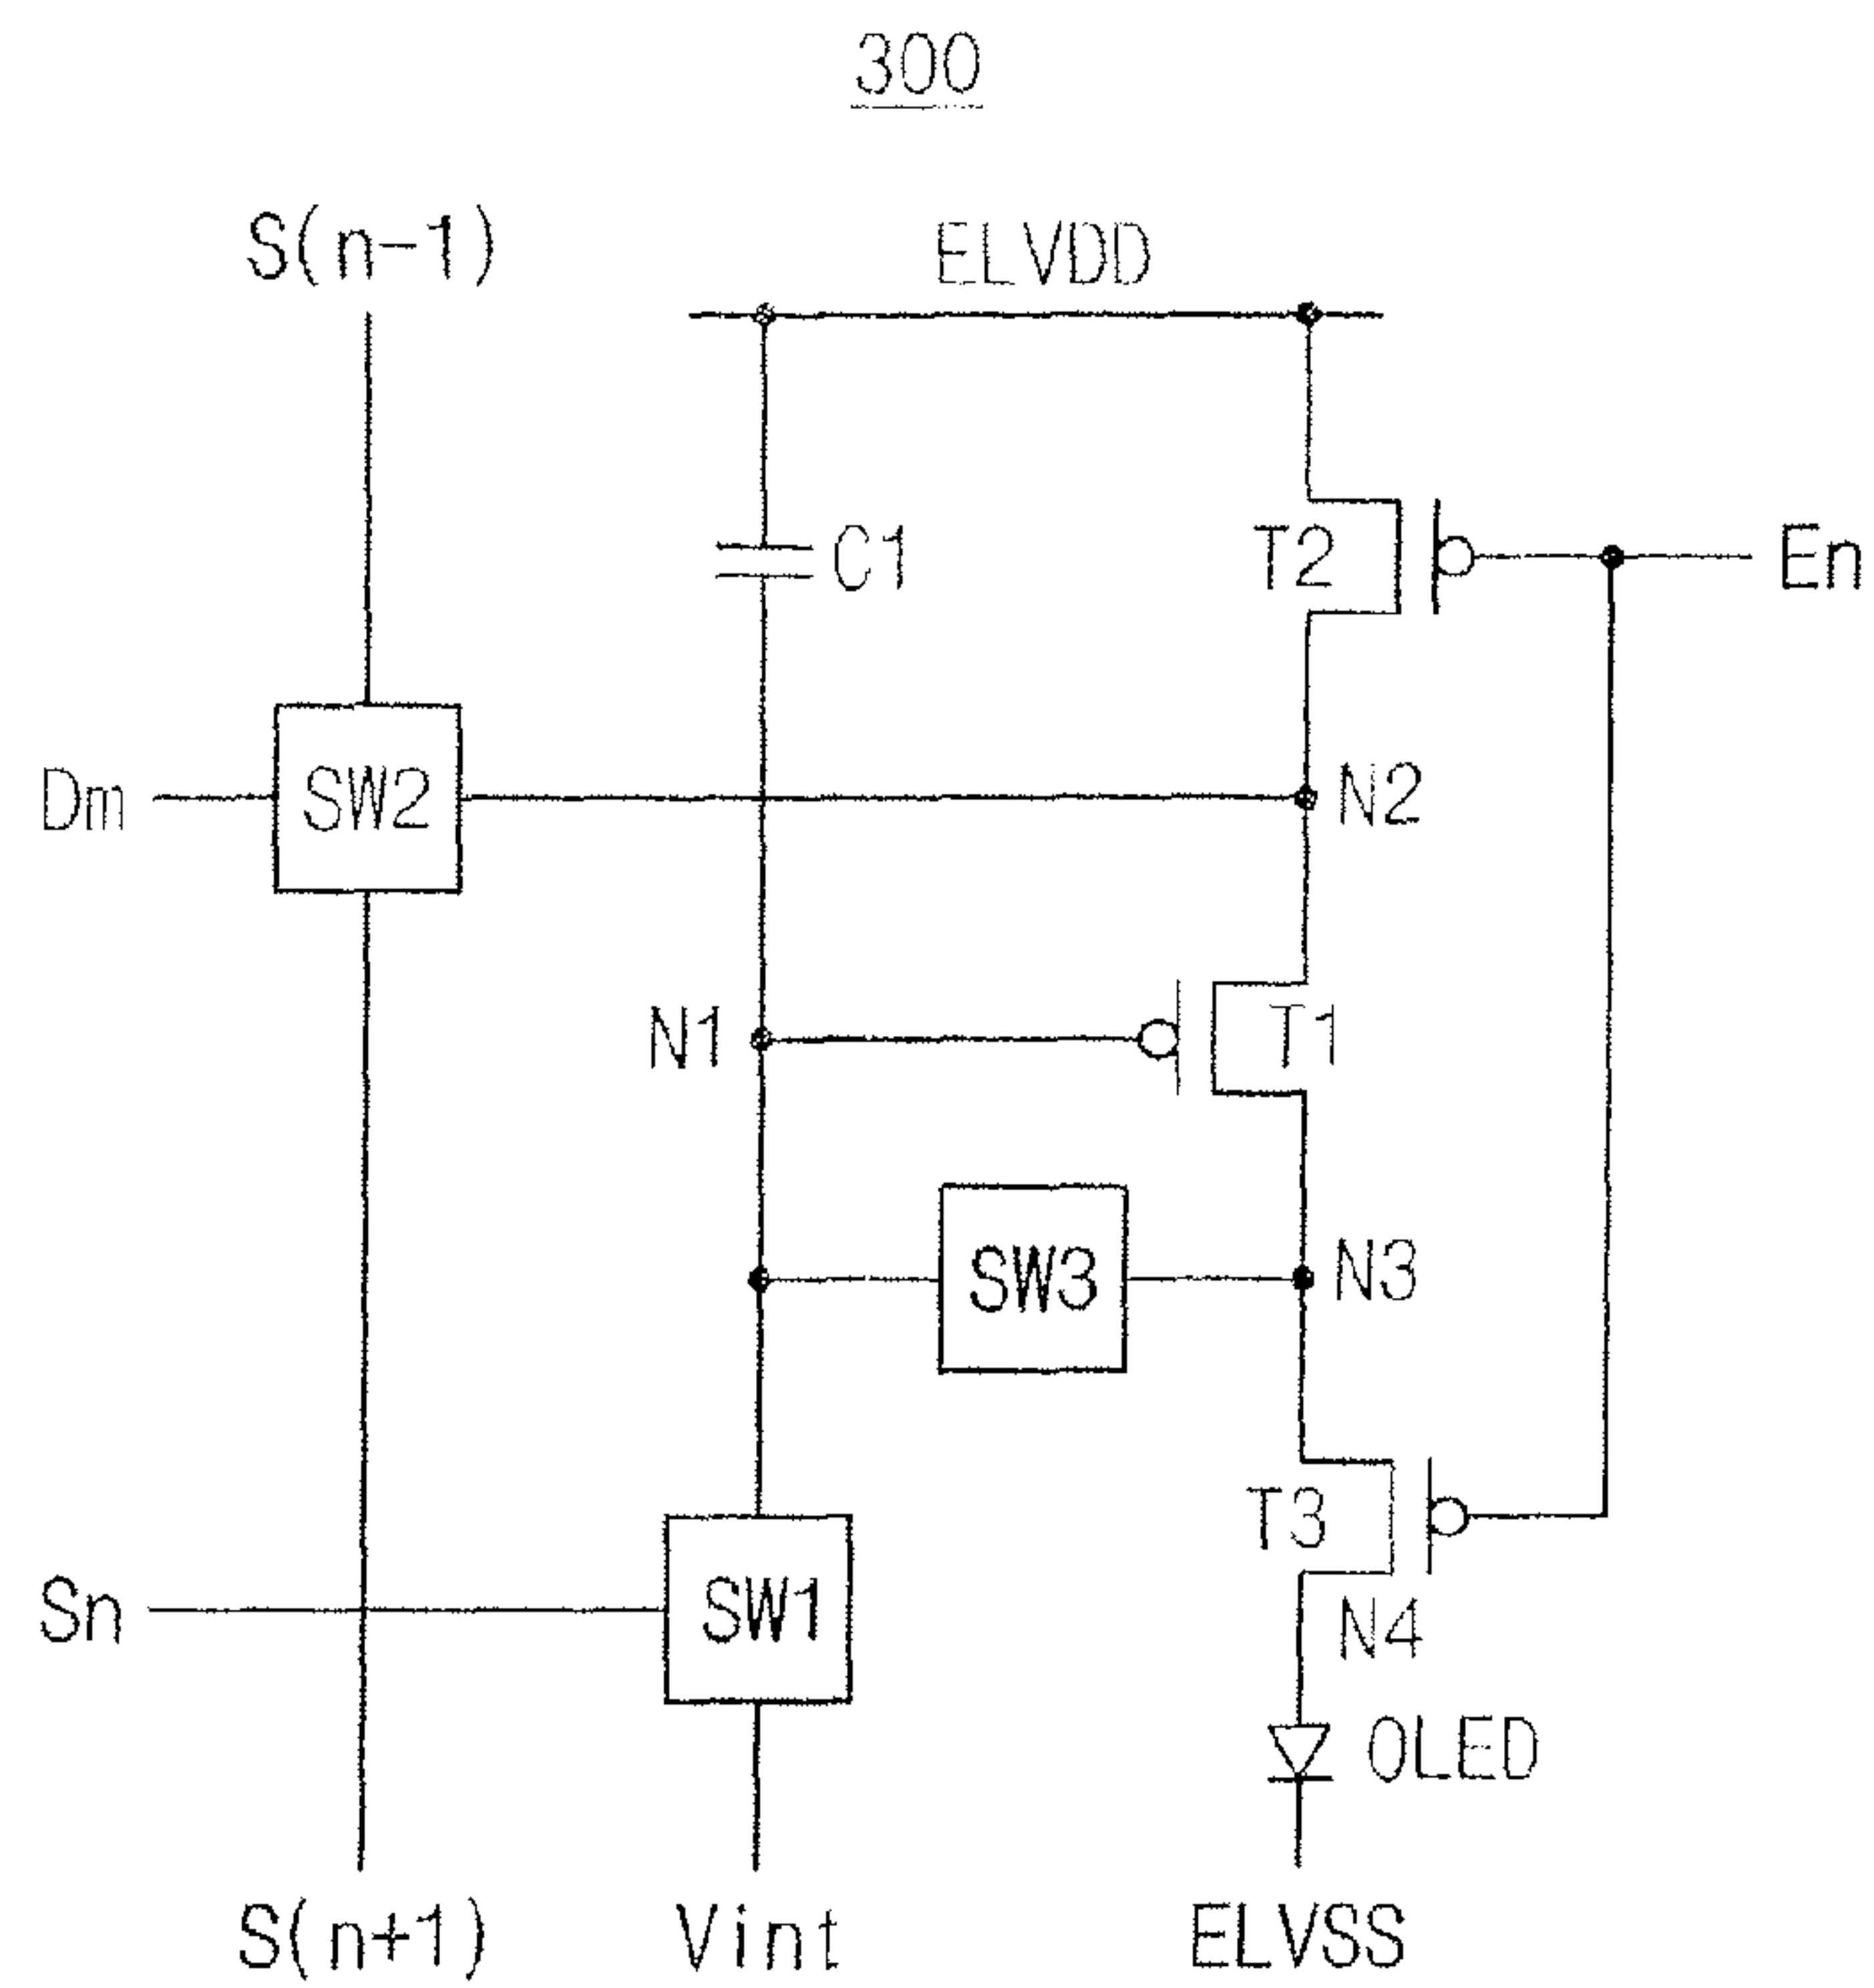 300
S(n-1)
ELVDD
C1
T2
En
Dm
SW2
N2
N1
T1
SW3
N3
T3
Sn
SW1
N4
OLED
S(n+1)
Vint
ELVSS